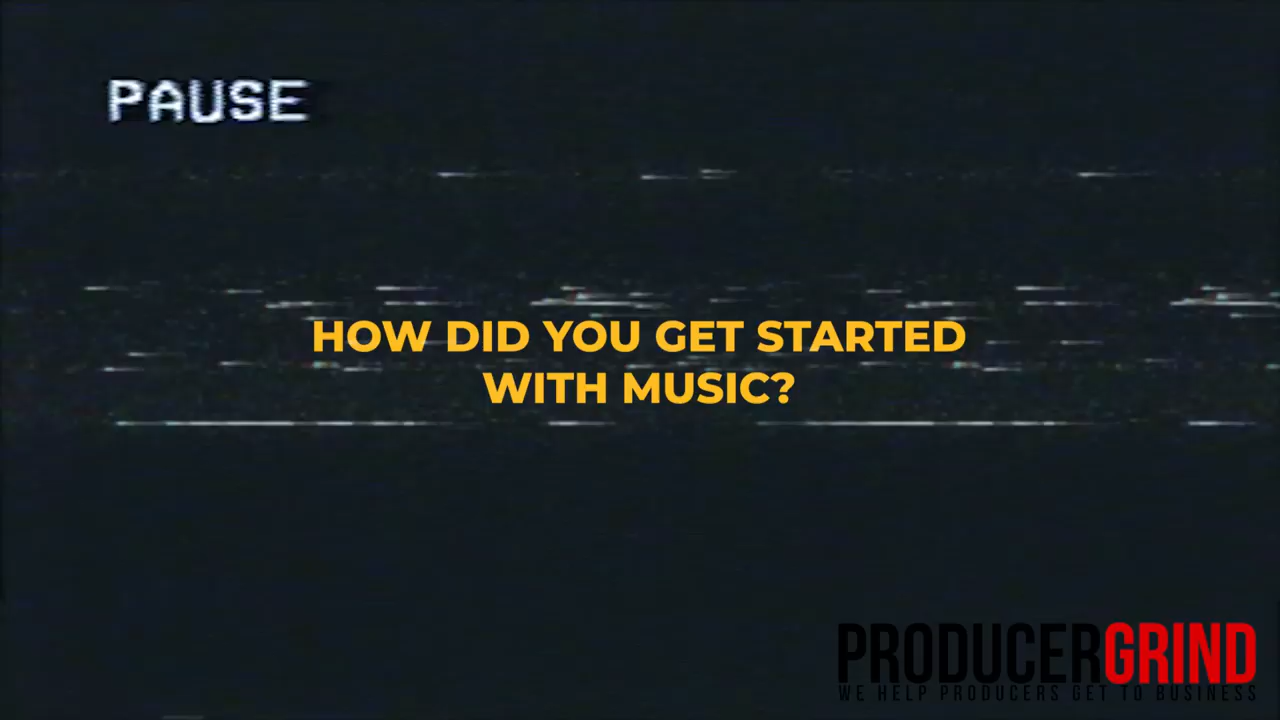 PAUSE
HOW DID YOU GET STARTED
WITH MUSIC?
PRODUCERGRIND
WE HELP PRODUCERS GET TO BUSINESS